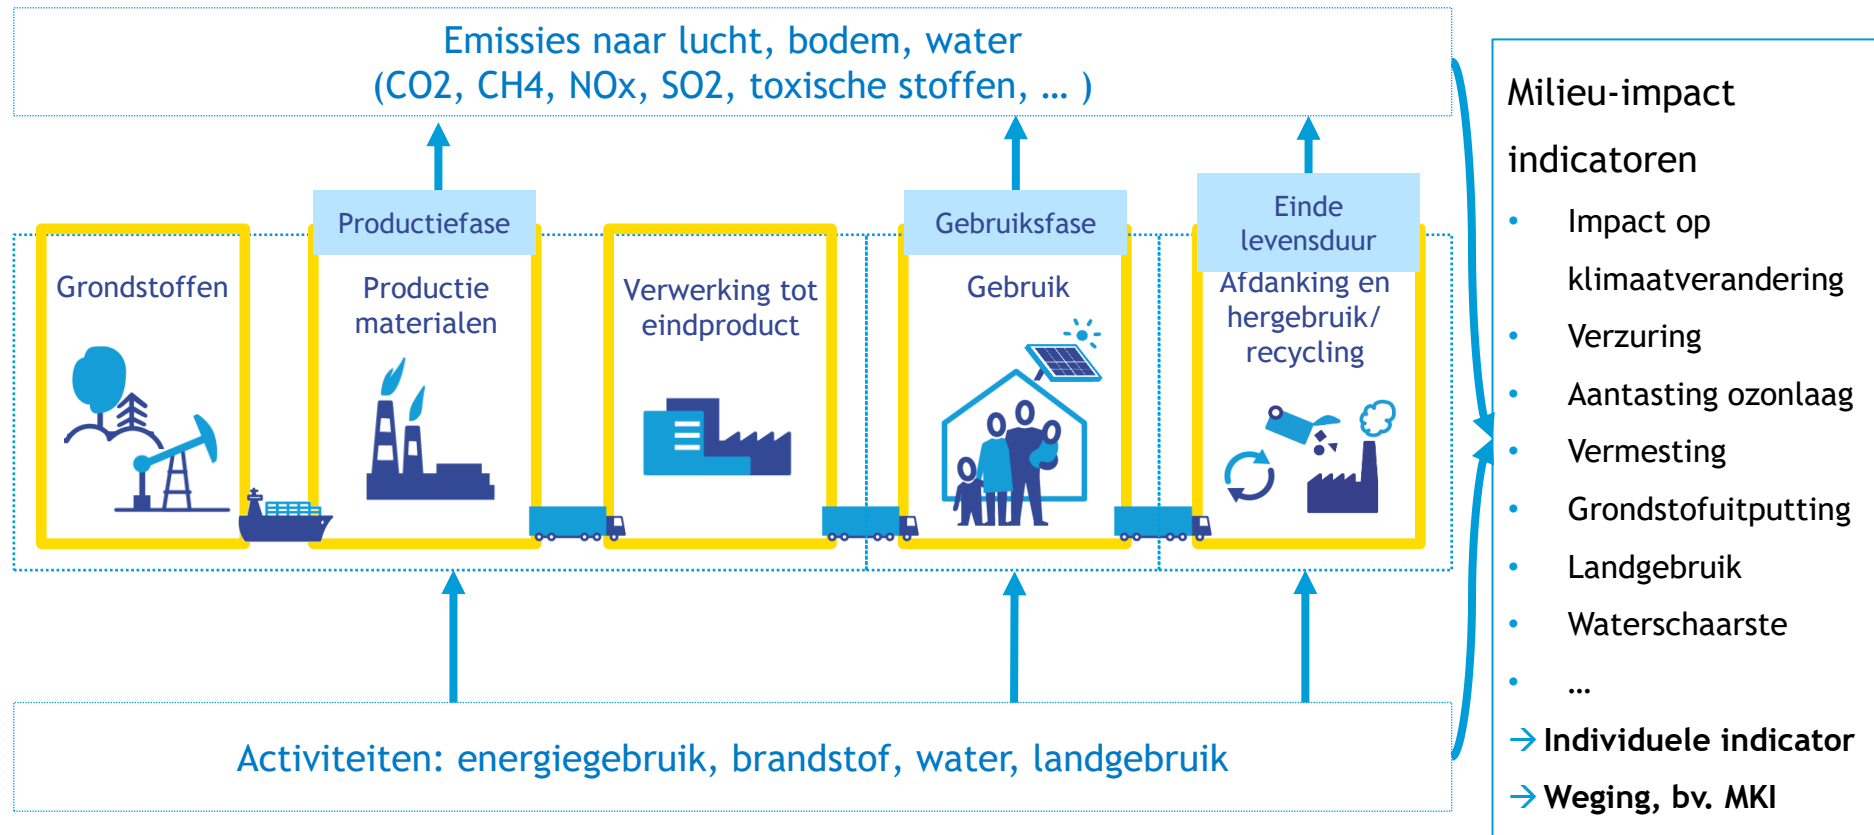 Emissies naar lucht, bodem, water
(CO2, CH4, NOx, SO2, toxische stoffen, … )
Productiefase
Gebruiksfase
Einde
levensduur
Grondstoffen
Productie
materialen
Verwerking tot
eindproduct
Gebruik
Afdanking en
hergebruik/
recycling
Activiteiten: energiegebruik, brandstof, water, landgebruik
Milieu-impact
indicatoren
• Impact op
klimaatverandering
• Verzuring
• Aantasting ozonlaag
• Vermesting
• Grondstofuitputting
• Landgebruik
• Waterschaarste
• …
→ Individuele indicator
→ Weging, bv. MKI